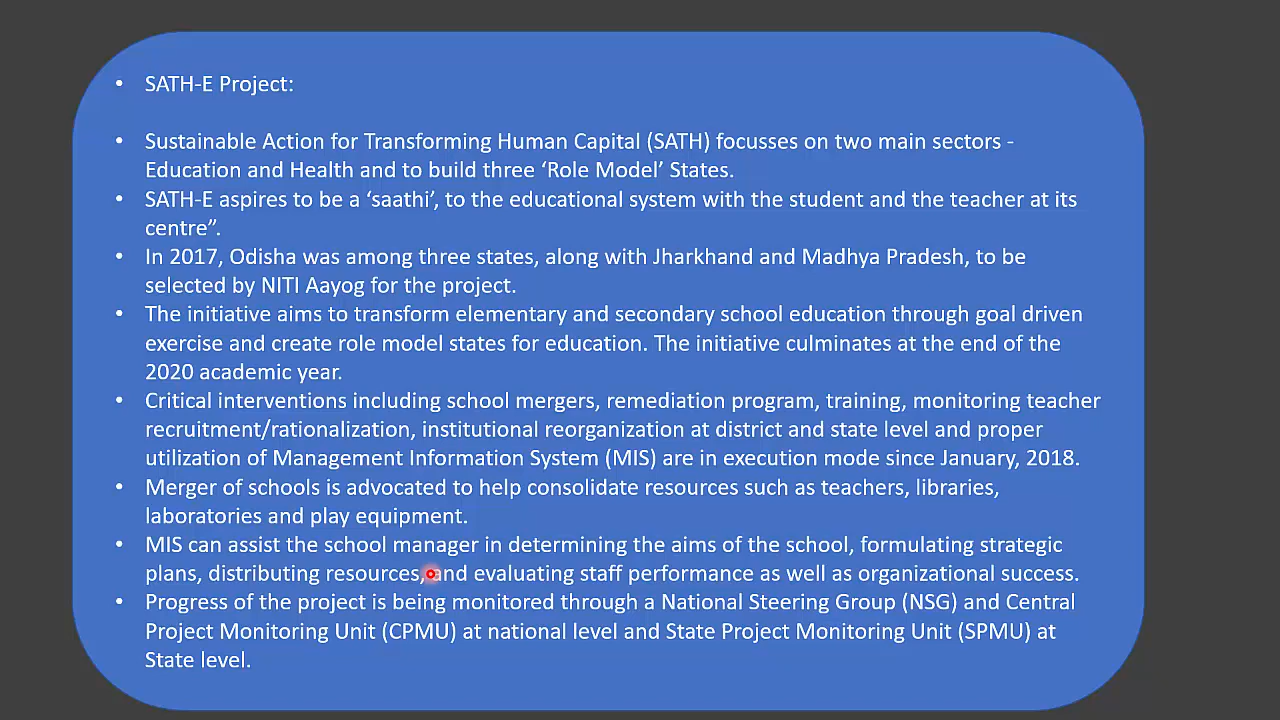 • SATH-E Project:
• Sustainable Action for Transforming Human Capital (SATH) focusses on two main sectors -
Education and Health and to build three ‘Role Model’ States.
• SATH-E aspires to be a ‘saathi’, to the educational system with the student and the teacher at its
centre”.
• In 2017, Odisha was among three states, along with Jharkhand and Madhya Pradesh, to be
selected by NITI Aayog for the project.
• The initiative aims to transform elementary and secondary school education through goal driven
exercise and create role model states for education. The initiative culminates at the end of the
2020 academic year.
• Critical interventions including school mergers, remediation program, training, monitoring teacher
recruitment/rationalization, institutional reorganization at district and state level and proper
utilization of Management Information System (MIS) are in execution mode since January, 2018.
• Merger of schools is advocated to help consolidate resources such as teachers, libraries,
laboratories and play equipment.
• MIS can assist the school manager in determining the aims of the school, formulating strategic
plans, distributing resources, and evaluating staff performance as well as organizational success.
• Progress of the project is being monitored through a National Steering Group (NSG) and Central
Project Monitoring Unit (CPMU) at national level and State Project Monitoring Unit (SPMU) at
State level.